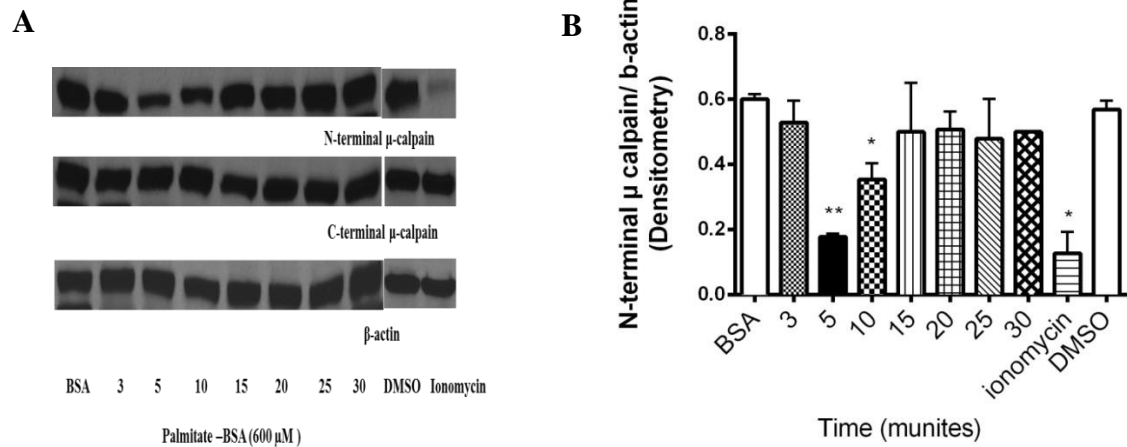 A
N-terminal μ-calpain
C-terminal μ-calpain
β-actin
BSA 3 5 10 15 20 25 30 DMSO Ionomycin
Palmitate –BSA (600 μM )
B
N-terminal μ calpain/ b-actin
(Densitometry)
0.8
0.6
0.4
0.2
0.0
**
*
*
BSA 3 5 10 15 20 25 30 ionomycin DMSO
Time (munites)